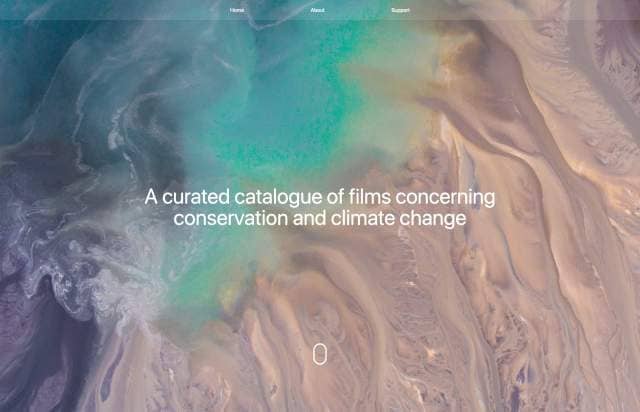 Home
About
Support
A curated catalogue of films concerning
conservation and climate change